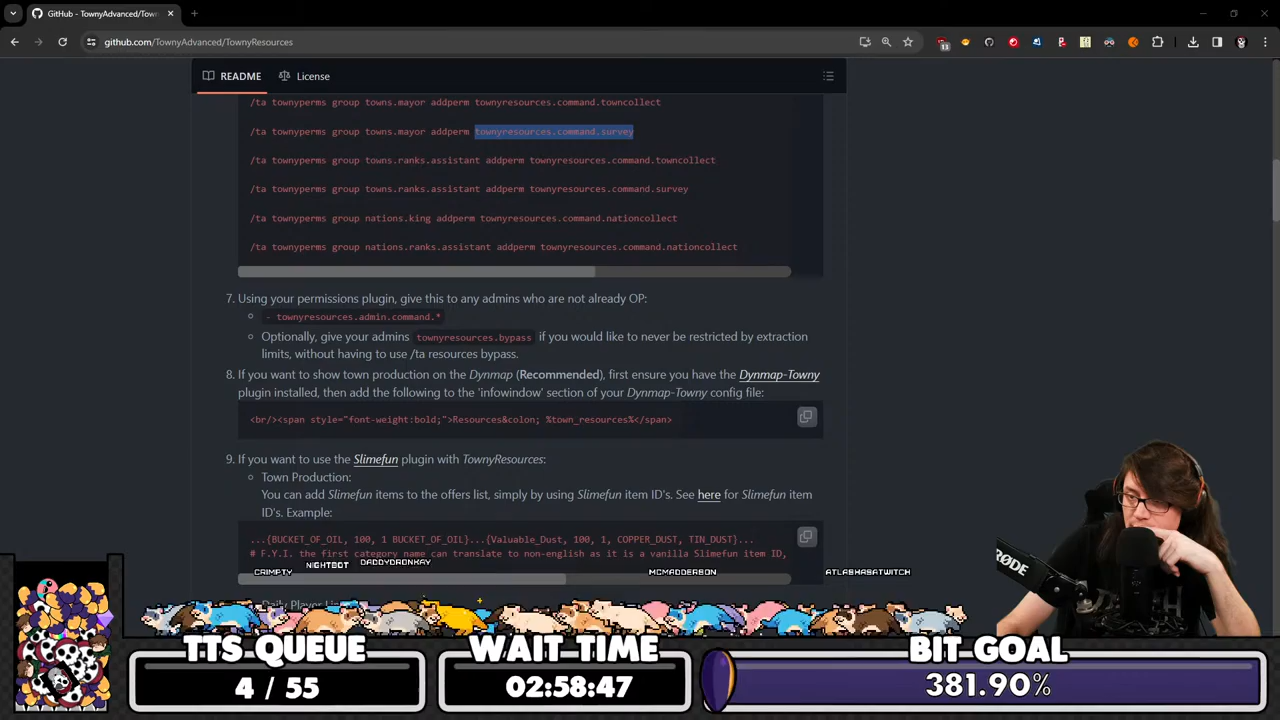 GitHub - TownyAdvanced/Town
github.com/TownyAdvanced/TownyResources
11
README
License
/ta townyperms group towns.mayor addperm townyresources.command.towncollect
/ta townyperms group towns.mayor addperm townyresources.command.survey
/ta townyperms group towns.ranks.assistant addperm townyresources.command.towncollect
/ta townyperms group towns.ranks.assistant addperm townyresources.command.survey
/ta townyperms group nations.king addperm townyresources.command.nationcollect
/ta townyperms group nations.ranks.assistant addperm townyresources.command.nationcollect
7. Using your permissions plugin, give this to any admins who are not already OP:
- townyresources.admin.command.*
Optionally, give your admins townyresources.bypass if you would like to never be restricted by extraction
limits, without having to use /ta resources bypass.
8. If you want to show town production on the Dynmap (Recommended), first ensure you have the Dynmap-Towny
plugin installed, then add the following to the 'infowindow' section of your Dynmap-Towny config file:
<br/><span style="font-weight:bold;">Resources&colon; %town_resources%</span>
9. If you want to use the Slimefun plugin with TownyResources:
Town Production:
You can add Slimefun items to the offers list, simply by using Slimefun item ID's. See here for Slimefun item
ID's. Example:
...{BUCKET_OF_OIL, 100, 1 BUCKET_OF_OIL}...{Valuable_Dust, 100, 1, COPPER_DUST, TIN_DUST}...
# F.Y.I. the first category name can translate to non-english as it is a vanilla Slimefun item ID,
RØDE
CRIMPTY
NIGHTBOT
DADDYDRONKAY
MCMADDERSON
ATLASHASATWITCH
Daily Player Lim
TTS QUEUE
4 / 55
WAIT TIME
02:58:47
BIT GOAL
381.90%